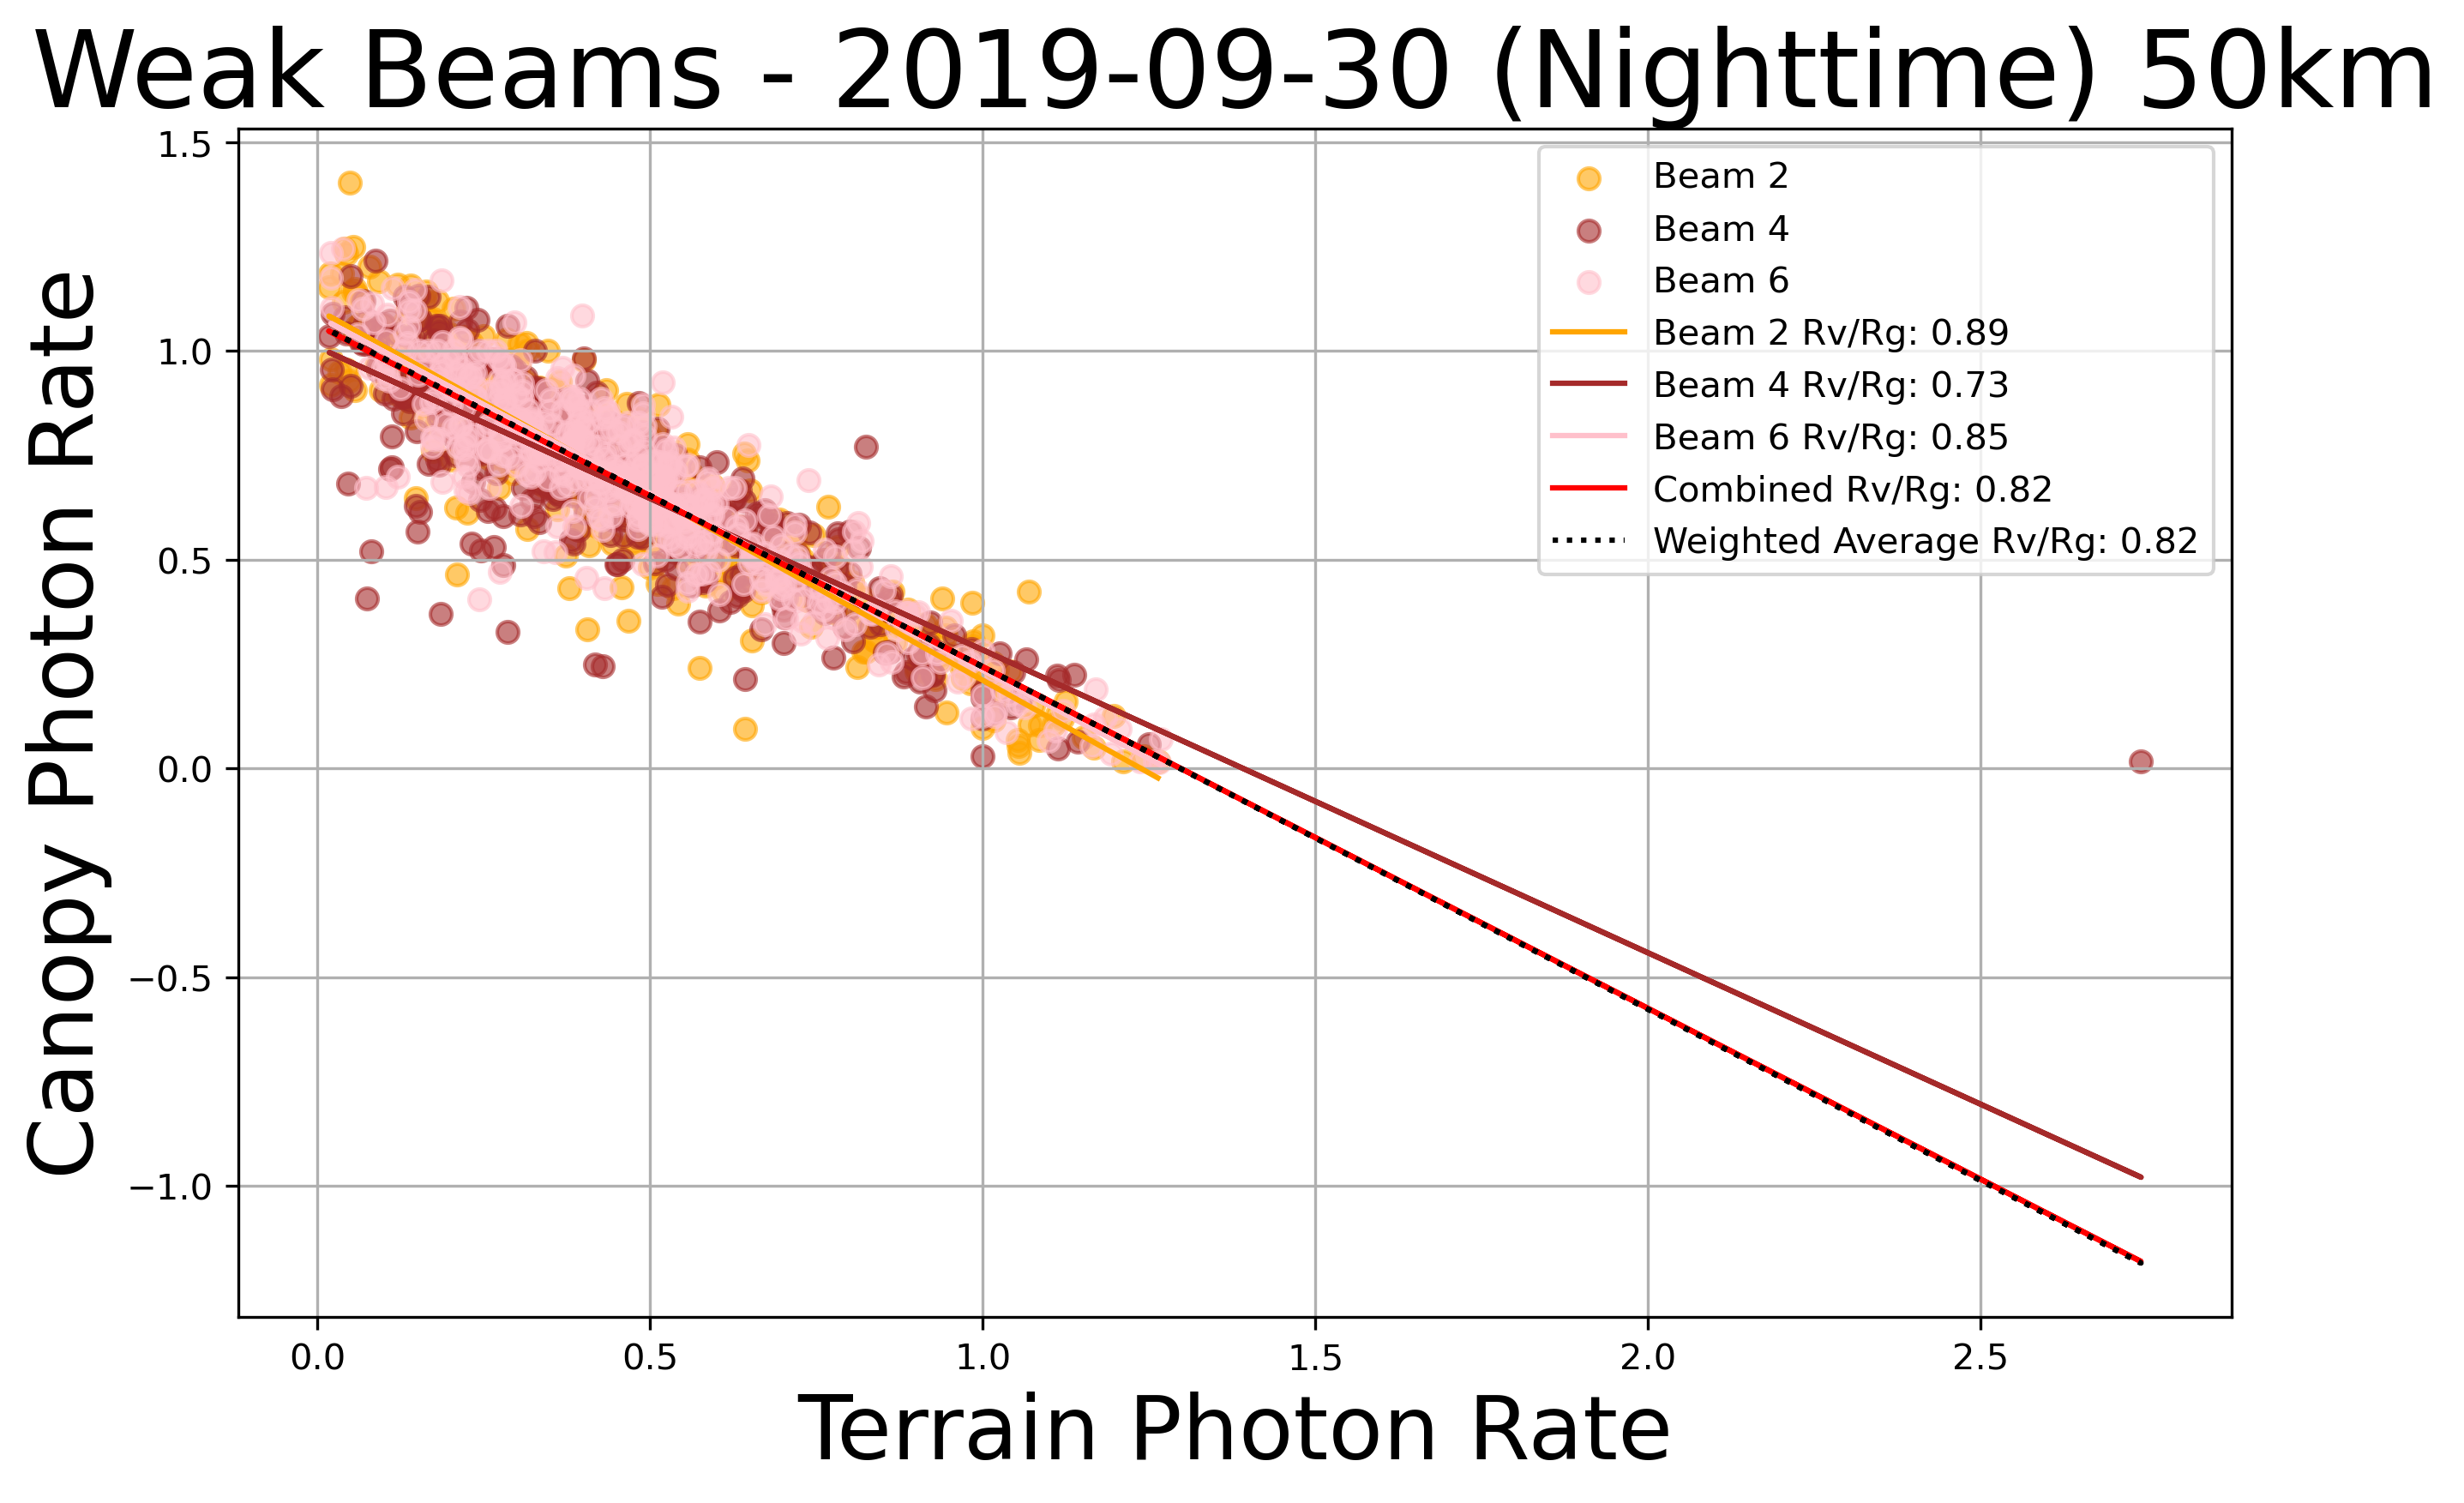 Weak Beams - 2019-09-30 (Nighttime) 50km
Canopy Photon Rate
1.5
1.0
0.5
0.0
−0.5
−1.0
Beam 2
Beam 4
Beam 6
Beam 2 Rv/Rg: 0.89
Beam 4 Rv/Rg: 0.73
Beam 6 Rv/Rg: 0.85
Combined Rv/Rg: 0.82
Weighted Average Rv/Rg: 0.82
0.0 0.5 1.0 1.5 2.0 2.5
Terrain Photon Rate